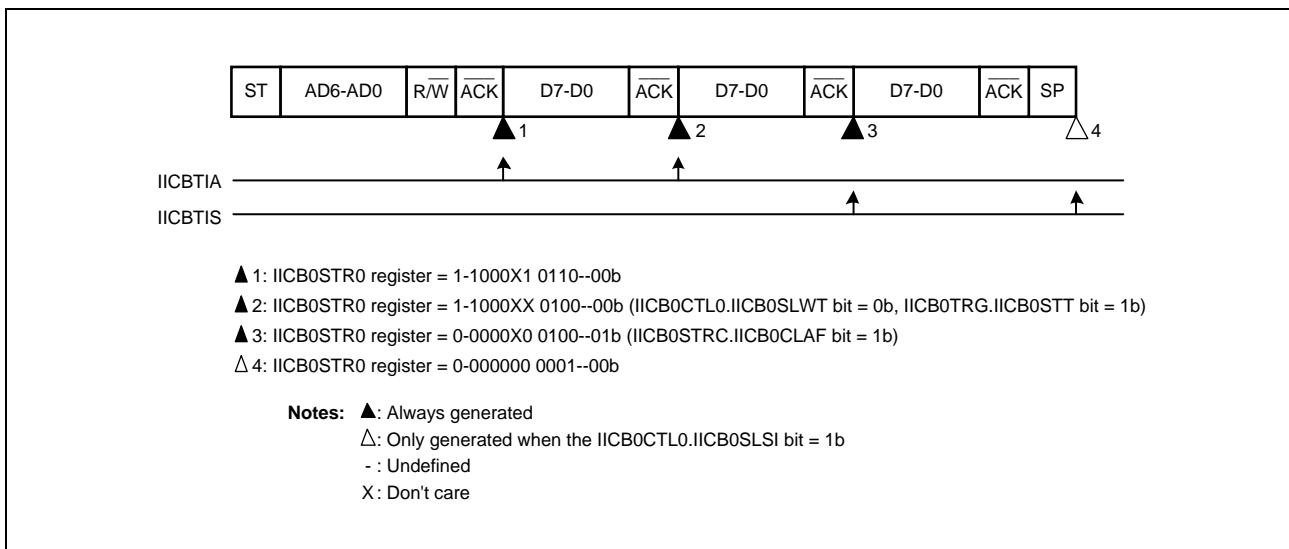 ST AD6-AD0 R/W ACK D7-D0 ACK D7-D0 ACK D7-D0 ACK SP
▲1 ▲2 ▲3 △4
IICBTIA
IICBTIS
▲1: IICB0STR0 register = 1-1000X1 0110--00b
▲2: IICB0STR0 register = 1-1000XX 0100--00b (IICB0CTL0.IICB0SLWT bit = 0b, IICB0TRG.IICB0STT bit = 1b)
▲3: IICB0STR0 register = 0-0000X0 0100--01b (IICB0STRC.IICB0CLAF bit = 1b)
△4: IICB0STR0 register = 0-000000 0001--00b
Notes: ▲: Always generated
△: Only generated when the IICB0CTL0.IICB0SLSI bit = 1b
- : Undefined
X : Don't care